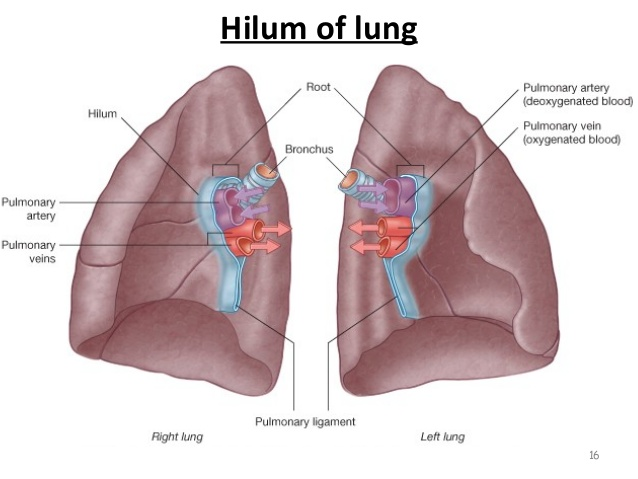 Hilum of lung
Root
Pulmonary artery
(deoxygenated blood)
Hilum
Pulmonary vein
(oxygenated blood)
Bronchus
Pulmonary
artery
Pulmonary
veins
Pulmonary ligament
Right lung
Left lung
16